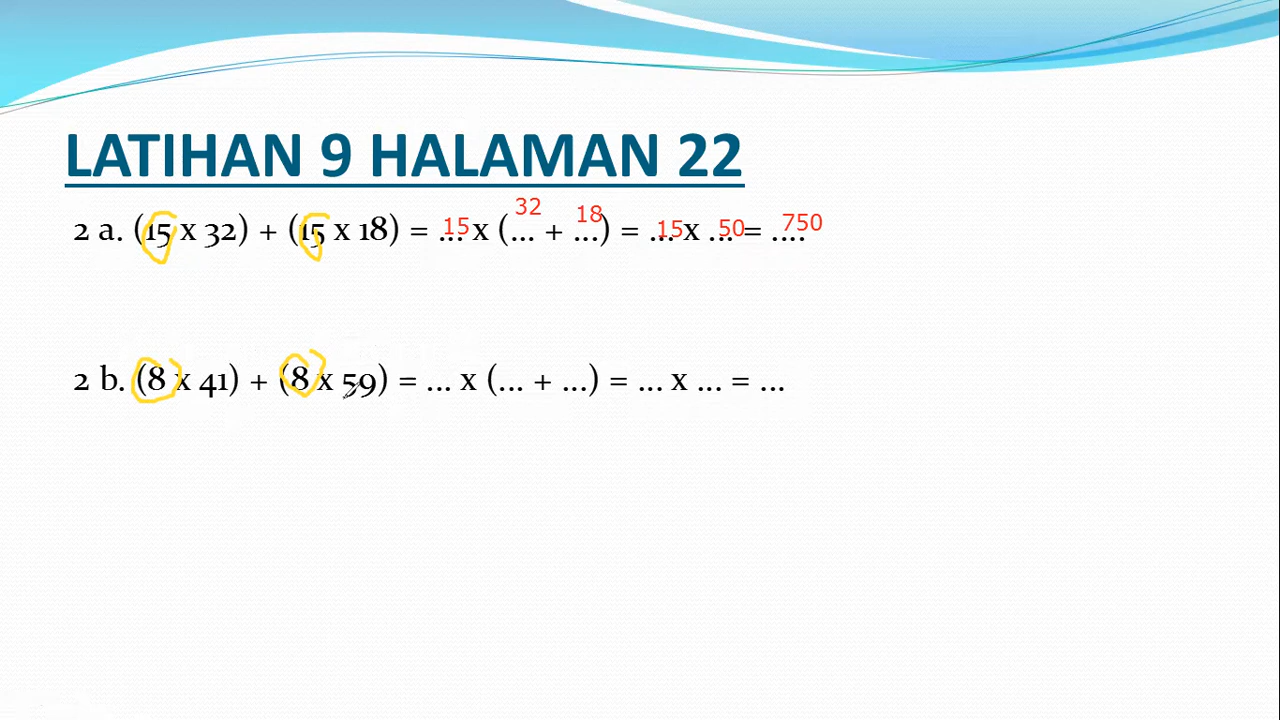 LATIHAN 9 HALAMAN 22
2 a. (15 x 32) + (15 x 18) = ...15 x (...32 + ...18) = ...15 x ...50 = ....750
2 b. (8 x 41) + (8 x 59) = ... x (... + ...) = ... x ... = ...